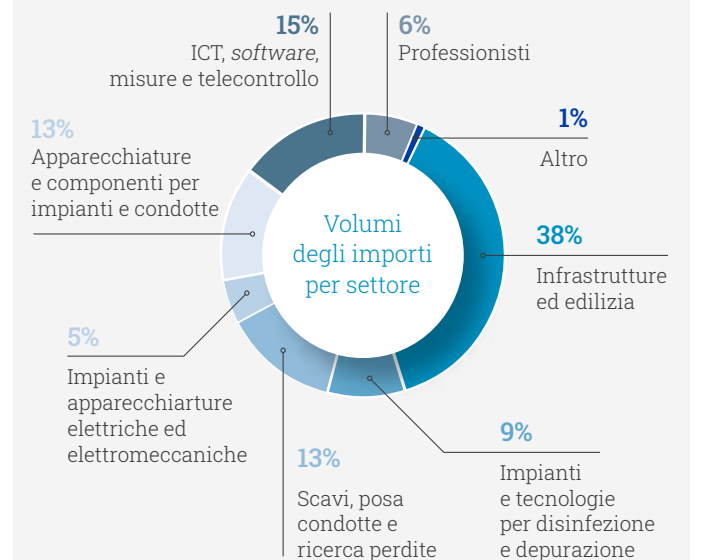 15%
ICT, software,
misure e telecontrollo
6%
Professionisti
1%
Altro
13%
Apparecchiature
e componenti per
impianti e condotte
Volumi
degli importi
per settore
38%
Infrastrutture
ed edilizia
5%
Impianti e
apparecchiarture
elettriche ed
elettromeccaniche
13%
Scavi, posa
condotte e
ricerca perdite
9%
Impianti
e tecnologie
per disinfezione
e depurazione